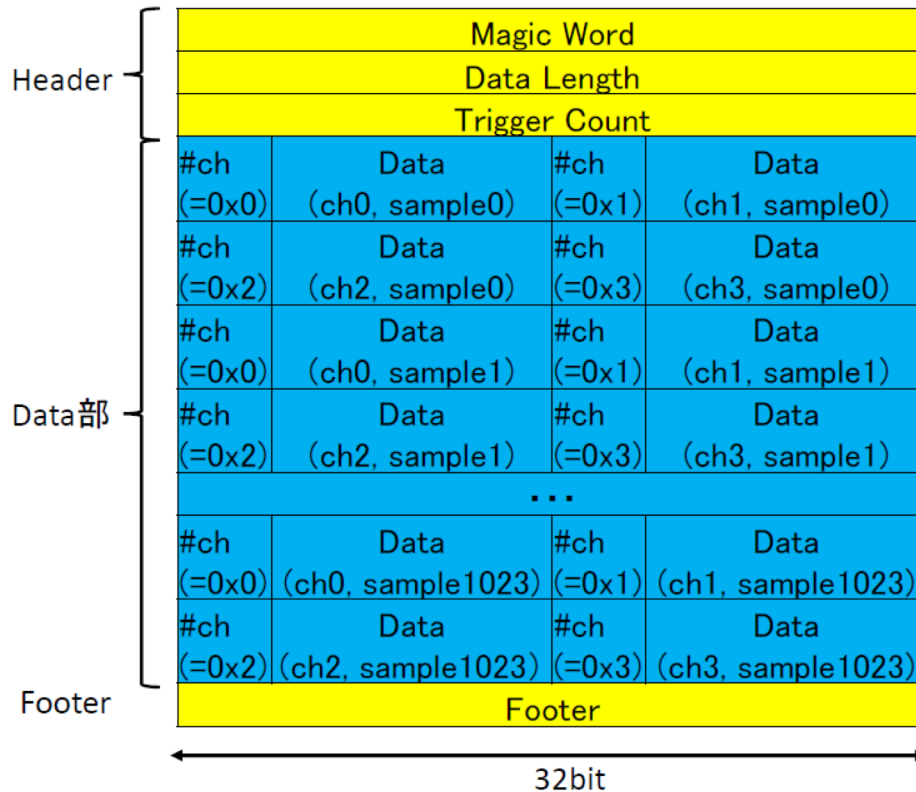 Header
Magic Word
Data Length
Trigger Count
Data部
#ch Data #ch Data
(=0x0) (ch0, sample0) (=0x1) (ch1, sample0)
#ch Data #ch Data
(=0x2) (ch2, sample0) (=0x3) (ch3, sample0)
#ch Data #ch Data
(=0x0) (ch0, sample1) (=0x1) (ch1, sample1)
#ch Data #ch Data
(=0x2) (ch2, sample1) (=0x3) (ch3, sample1)
...
#ch Data #ch Data
(=0x0) (ch0, sample1023) (=0x1) (ch1, sample1023)
#ch Data #ch Data
(=0x2) (ch2, sample1023) (=0x3) (ch3, sample1023)
Footer
Footer
32bit